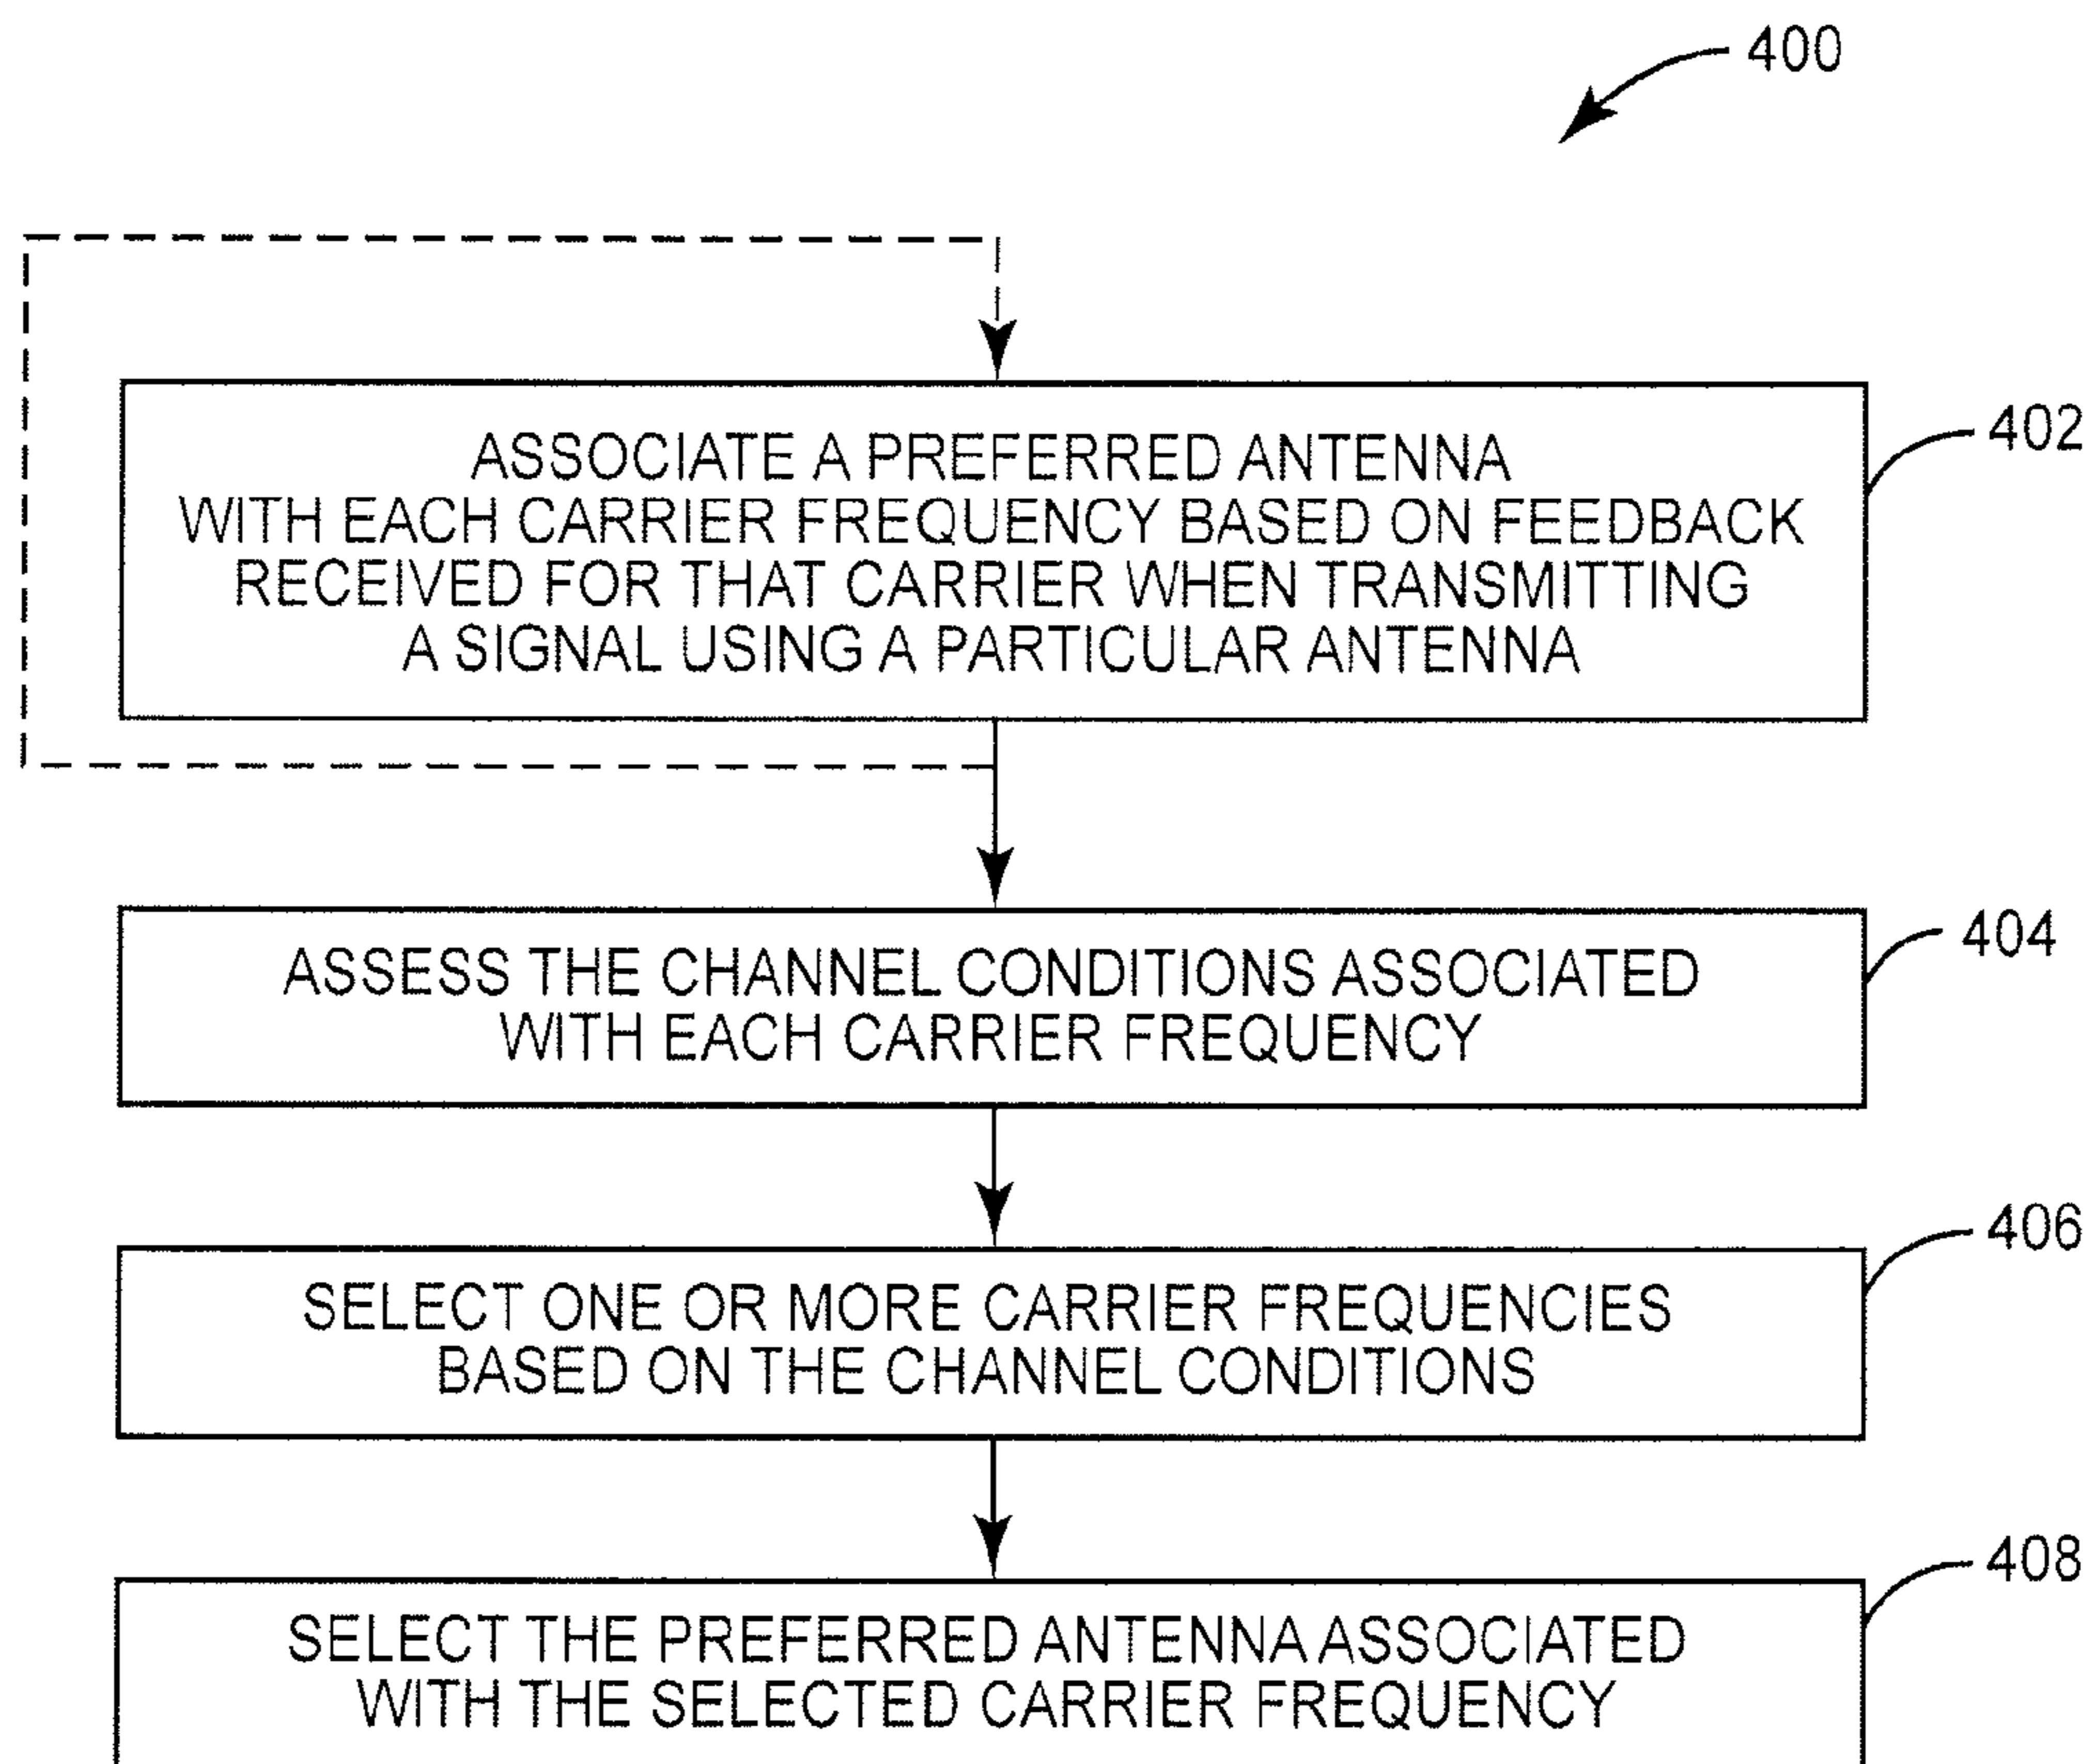 400
ASSOCIATE A PREFERRED ANTENNA
WITH EACH CARRIER FREQUENCY BASED ON FEEDBACK
RECEIVED FOR THAT CARRIER WHEN TRANSMITTING
A SIGNAL USING A PARTICULAR ANTENNA
402
ASSESS THE CHANNEL CONDITIONS ASSOCIATED
WITH EACH CARRIER FREQUENCY
404
SELECT ONE OR MORE CARRIER FREQUENCIES
BASED ON THE CHANNEL CONDITIONS
406
SELECT THE PREFERRED ANTENNA ASSOCIATED
WITH THE SELECTED CARRIER FREQUENCY
408